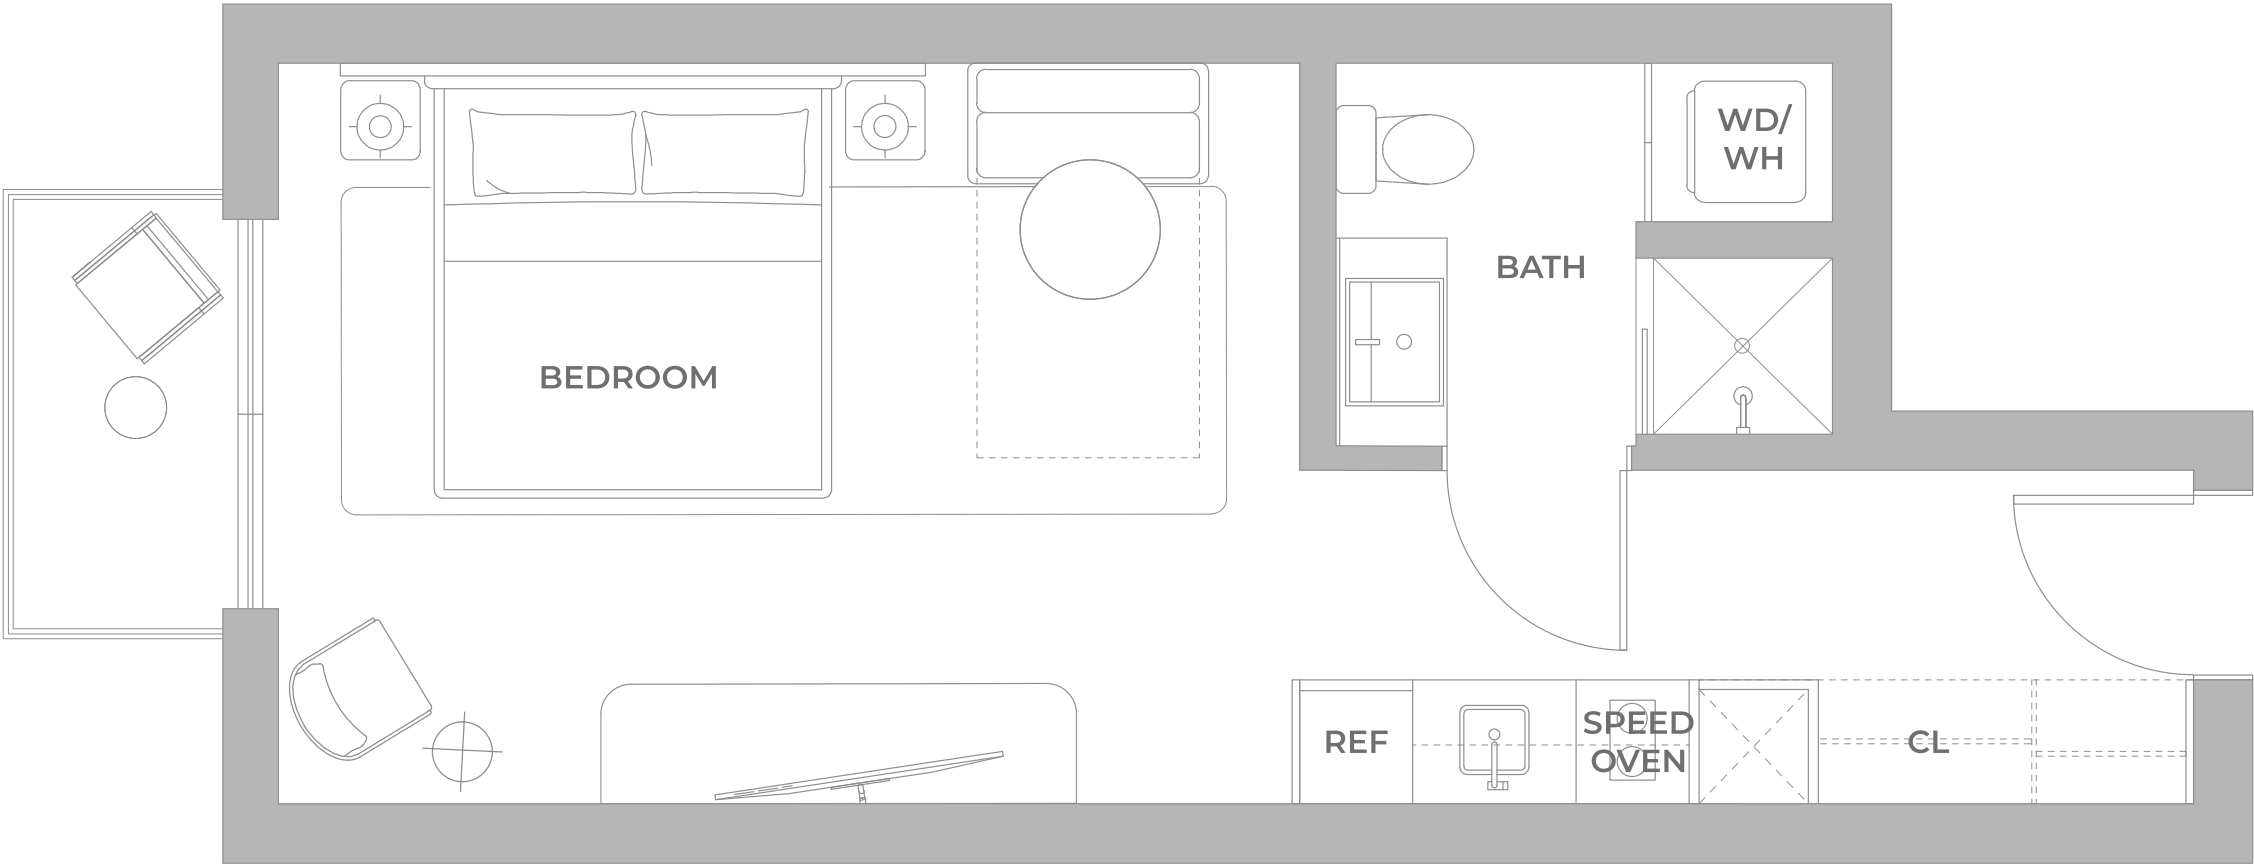 WD/
WH
BATH
BEDROOM
REF
SPEED
OVEN
CL